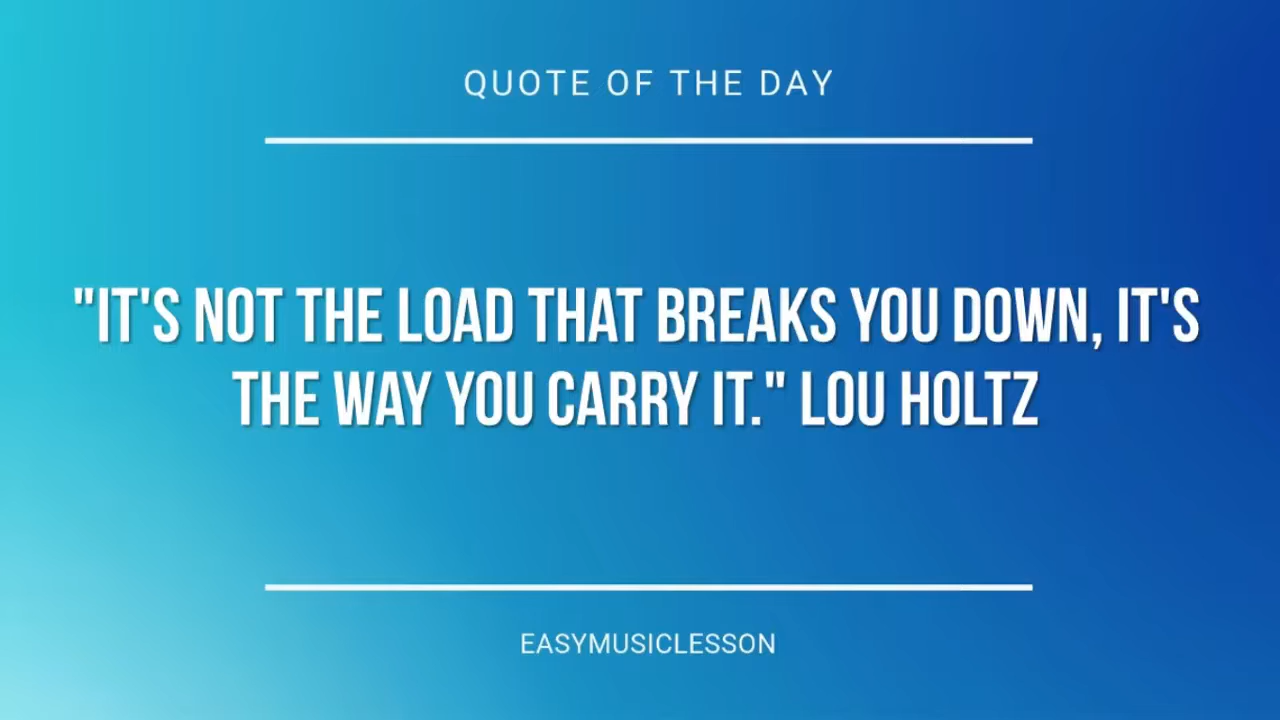 QUOTE OF THE DAY
"IT'S NOT THE LOAD THAT BREAKS YOU DOWN, IT'S
THE WAY YOU CARRY IT." LOU HOLTZ
EASYMUSICLESSON